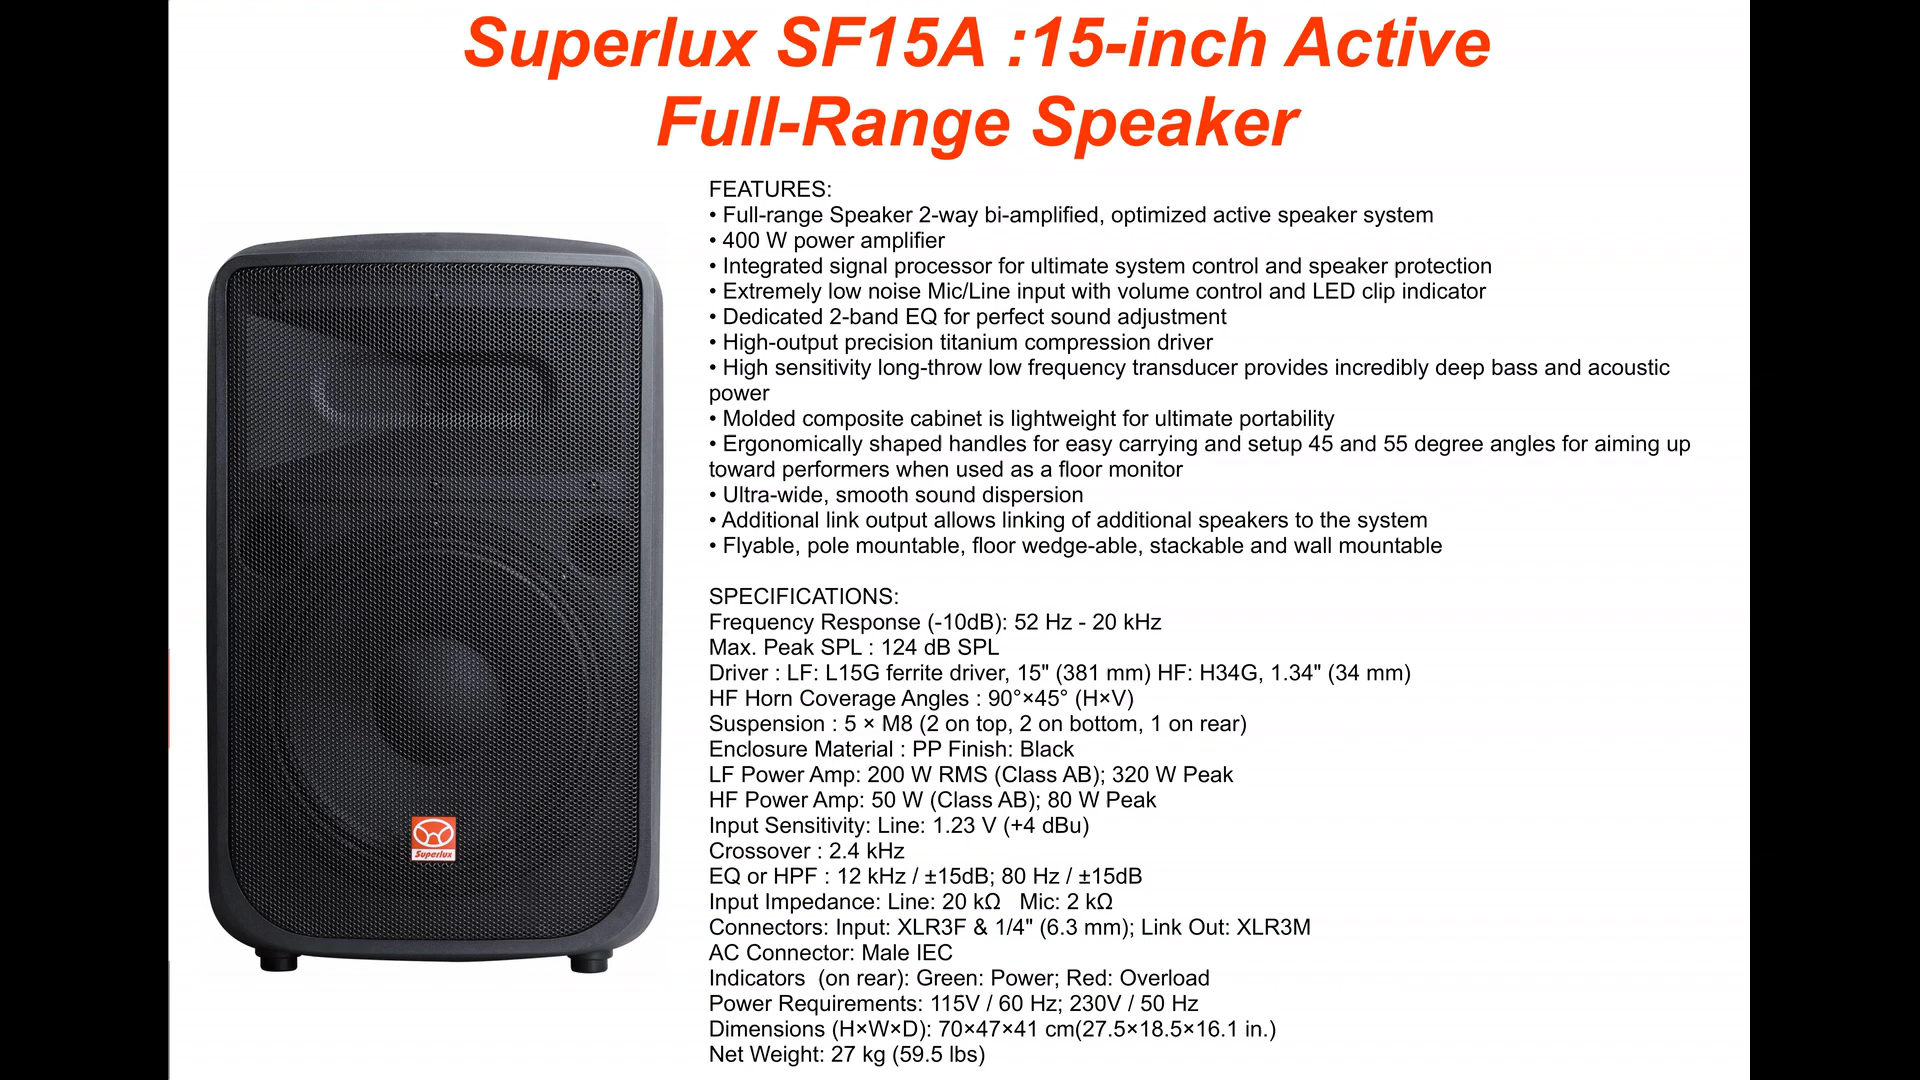 Superlux SF15A :15-inch Active
Full-Range Speaker
FEATURES:
• Full-range Speaker 2-way bi-amplified, optimized active speaker system
• 400 W power amplifier
• Integrated signal processor for ultimate system control and speaker protection
• Extremely low noise Mic/Line input with volume control and LED clip indicator
• Dedicated 2-band EQ for perfect sound adjustment
• High-output precision titanium compression driver
• High sensitivity long-throw low frequency transducer provides incredibly deep bass and acoustic
power
• Molded composite cabinet is lightweight for ultimate portability
• Ergonomically shaped handles for easy carrying and setup 45 and 55 degree angles for aiming up
toward performers when used as a floor monitor
• Ultra-wide, smooth sound dispersion
• Additional link output allows linking of additional speakers to the system
• Flyable, pole mountable, floor wedge-able, stackable and wall mountable
SPECIFICATIONS:
Frequency Response (-10dB): 52 Hz - 20 kHz
Max. Peak SPL : 124 dB SPL
Driver : LF: L15G ferrite driver, 15" (381 mm) HF: H34G, 1.34" (34 mm)
HF Horn Coverage Angles : 90°×45° (H×V)
Suspension : 5 × M8 (2 on top, 2 on bottom, 1 on rear)
Enclosure Material : PP Finish: Black
LF Power Amp: 200 W RMS (Class AB); 320 W Peak
HF Power Amp: 50 W (Class AB); 80 W Peak
Input Sensitivity: Line: 1.23 V (+4 dBu)
Crossover : 2.4 kHz
EQ or HPF : 12 kHz / ±15dB; 80 Hz / ±15dB
Input Impedance: Line: 20 kΩ   Mic: 2 kΩ
Connectors: Input: XLR3F & 1/4" (6.3 mm); Link Out: XLR3M
AC Connector: Male IEC
Indicators  (on rear): Green: Power; Red: Overload
Power Requirements: 115V / 60 Hz; 230V / 50 Hz
Dimensions (H×W×D): 70×47×41 cm(27.5×18.5×16.1 in.)
Net Weight: 27 kg (59.5 lbs)
Superlux